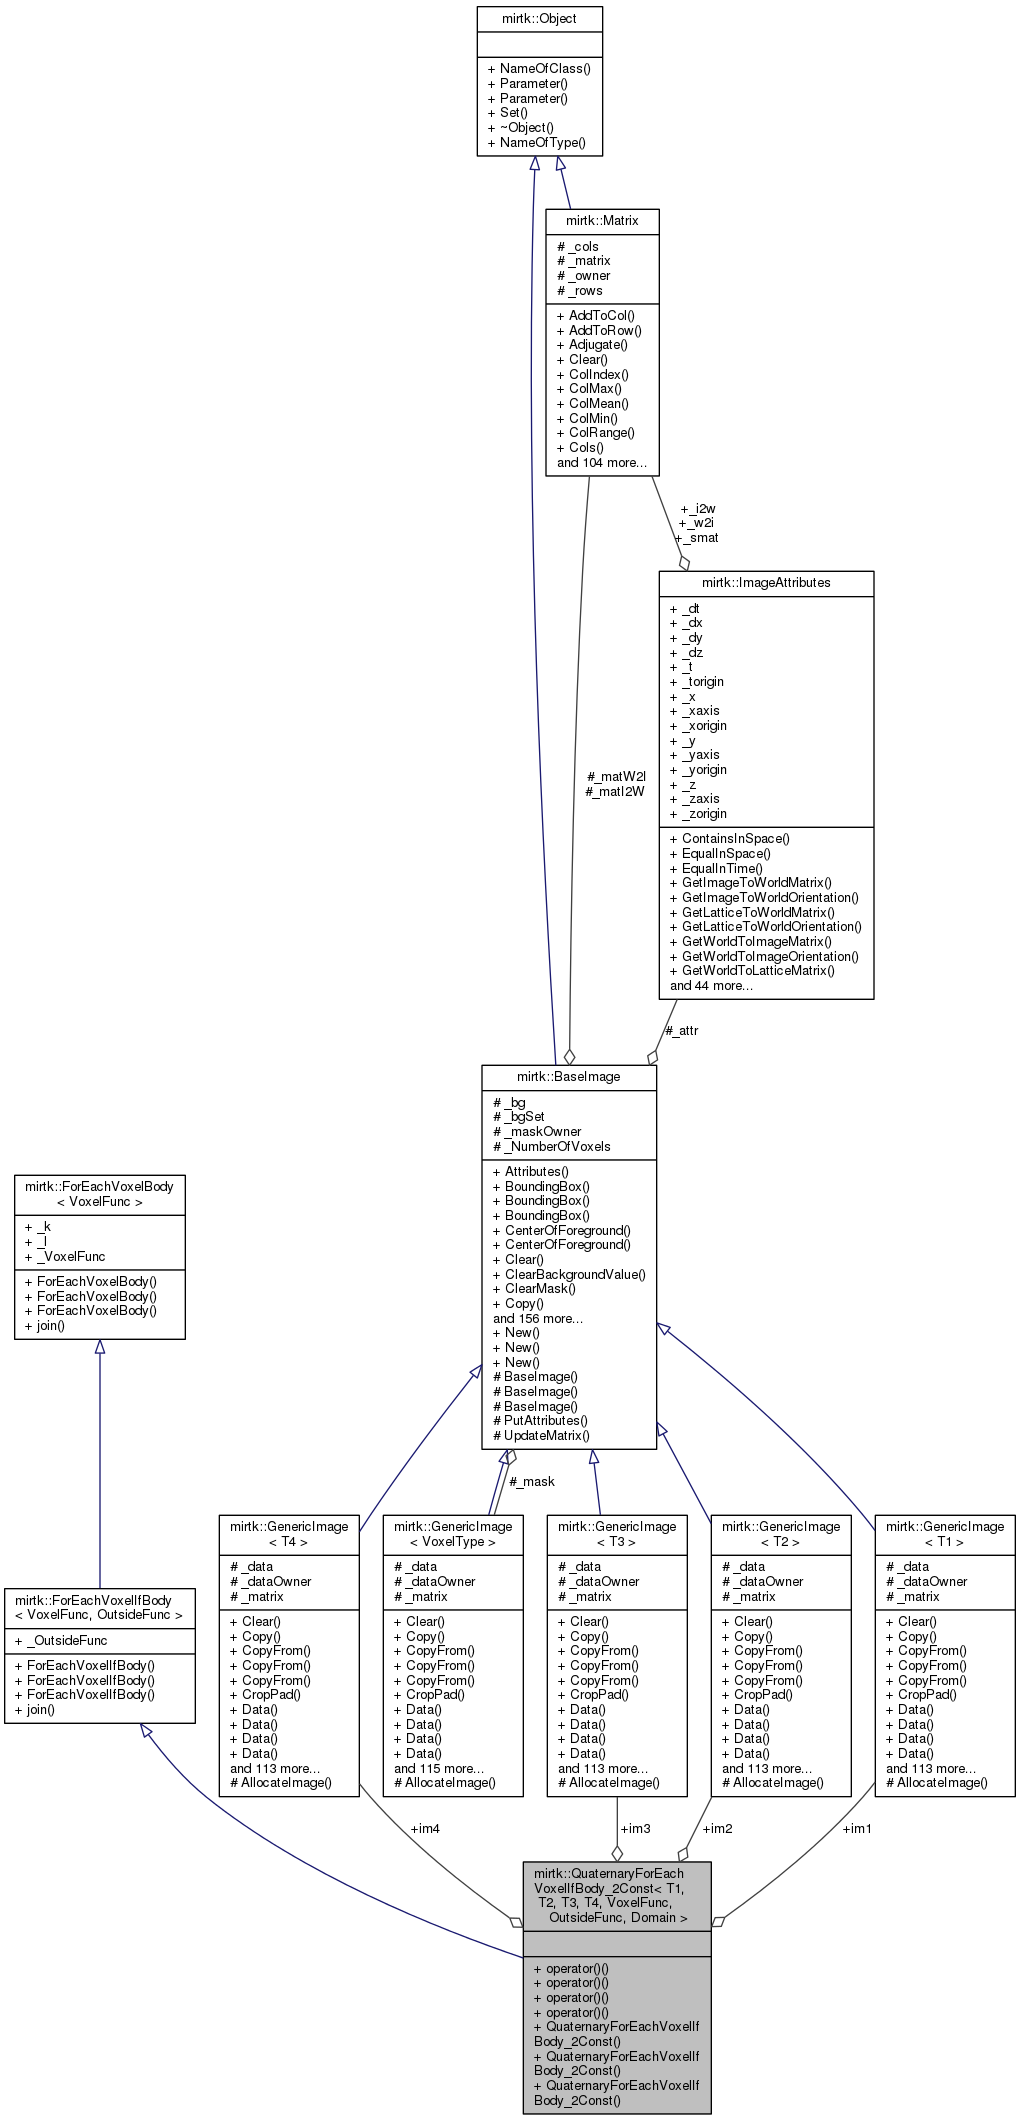 mirtk::Object
+ NameOfClass()
+ Parameter()
+ Parameter()
+ Set()
+ ~Object()
+ NameOfType()
mirtk::Matrix
# _cols
# _matrix
# _owner
# _rows
+ AddToCol()
+ AddToRow()
+ Adjugate()
+ Clear()
+ ColIndex()
+ ColMax()
+ ColMean()
+ ColMin()
+ ColRange()
+ Cols()
and 104 more...
+_i2w
+_w2i
+_smat
mirtk::ImageAttributes
+ _dt
+ _dx
+ _dy
+ _dz
+ _t
+ _torigin
+ _x
+ _xaxis
+ _xorigin
+ _y
+ _yaxis
+ _yorigin
+ _z
+ _zaxis
+ _zorigin
+ ContainsInSpace()
+ EqualInSpace()
+ EqualInTime()
+ GetImageToWorldMatrix()
+ GetImageToWorldOrientation()
+ GetLatticeToWorldMatrix()
+ GetLatticeToWorldOrientation()
+ GetWorldToImageMatrix()
+ GetWorldToImageOrientation()
+ GetWorldToLatticeMatrix()
and 44 more...
#_matW2I
#_matI2W
#_attr
mirtk::BaseImage
# _bg
# _bgSet
# _maskOwner
# _NumberOfVoxels
+ Attributes()
+ BoundingBox()
+ BoundingBox()
+ BoundingBox()
+ CenterOfForeground()
+ CenterOfForeground()
+ Clear()
+ ClearBackgroundValue()
+ ClearMask()
+ Copy()
and 156 more...
+ New()
+ New()
+ New()
# BaseImage()
# BaseImage()
# BaseImage()
# PutAttributes()
# UpdateMatrix()
mirtk::ForEachVoxelBody
< VoxelFunc >
+ _k
+ _l
+ _VoxelFunc
+ ForEachVoxelBody()
+ ForEachVoxelBody()
+ ForEachVoxelBody()
+ join()
#_mask
mirtk::ForEachVoxelIfBody
< VoxelFunc, OutsideFunc >
+ _OutsideFunc
+ ForEachVoxelIfBody()
+ ForEachVoxelIfBody()
+ ForEachVoxelIfBody()
+ join()
mirtk::GenericImage
< T4 >
# _data
# _dataOwner
# _matrix
+ Clear()
+ Copy()
+ CopyFrom()
+ CopyFrom()
+ CopyFrom()
+ CropPad()
+ Data()
+ Data()
+ Data()
+ Data()
and 113 more...
# AllocateImage()
mirtk::GenericImage
< VoxelType >
# _data
# _dataOwner
# _matrix
+ Clear()
+ Copy()
+ CopyFrom()
+ CopyFrom()
+ CopyFrom()
+ CropPad()
+ Data()
+ Data()
+ Data()
+ Data()
and 115 more...
# AllocateImage()
mirtk::GenericImage
< T3 >
# _data
# _dataOwner
# _matrix
+ Clear()
+ Copy()
+ CopyFrom()
+ CopyFrom()
+ CopyFrom()
+ CropPad()
+ Data()
+ Data()
+ Data()
+ Data()
and 113 more...
# AllocateImage()
mirtk::GenericImage
< T2 >
# _data
# _dataOwner
# _matrix
+ Clear()
+ Copy()
+ CopyFrom()
+ CopyFrom()
+ CopyFrom()
+ CropPad()
+ Data()
+ Data()
+ Data()
+ Data()
and 113 more...
# AllocateImage()
mirtk::GenericImage
< T1 >
# _data
# _dataOwner
# _matrix
+ Clear()
+ Copy()
+ CopyFrom()
+ CopyFrom()
+ CopyFrom()
+ CropPad()
+ Data()
+ Data()
+ Data()
+ Data()
and 113 more...
# AllocateImage()
+im4
+im3
+im2
+im1
mirtk::QuaternaryForEach
VoxelIfBody_2Const< T1,
T2, T3, T4, VoxelFunc,
OutsideFunc, Domain >
+ operator()()
+ operator()()
+ operator()()
+ operator()()
+ QuaternaryForEachVoxelIf
Body_2Const()
+ QuaternaryForEachVoxelIf
Body_2Const()
+ QuaternaryForEachVoxelIf
Body_2Const()